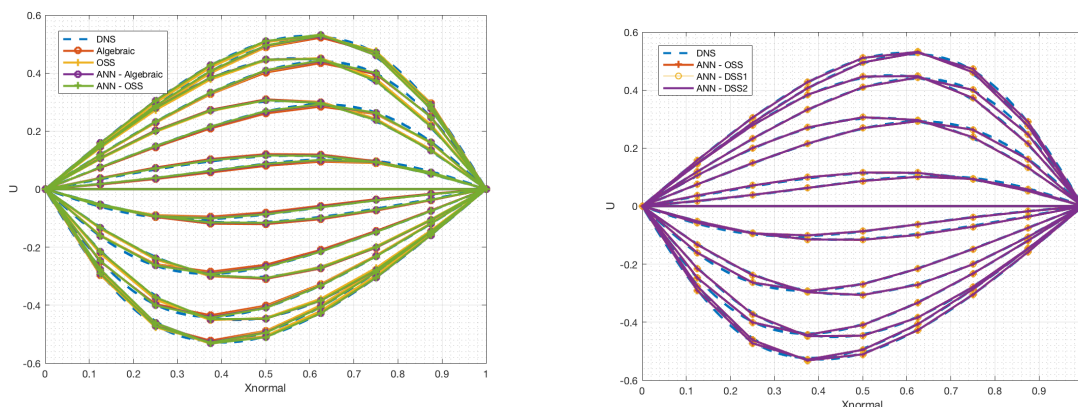 0.6
DNS
Algebraic
OSS
ANN - Algebraic
ANN - OSS
0.4
0.2
0
-0.2
-0.4
-0.6
U
0 0.1 0.2 0.3 0.4 0.5 0.6 0.7 0.8 0.9 1
Xnormal
0.6
DNS
ANN - OSS
ANN - DSS1
ANN - DSS2
0.4
0.2
0
-0.2
-0.4
-0.6
U
0 0.1 0.2 0.3 0.4 0.5 0.6 0.7 0.8 0.9
Xnormal